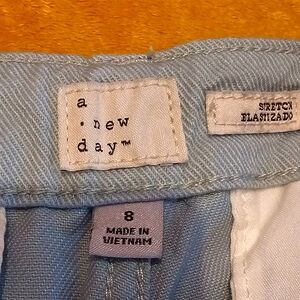 a
· new
day™
STRETCH
ELASTIZADO
8
MADE IN
VIETNAM